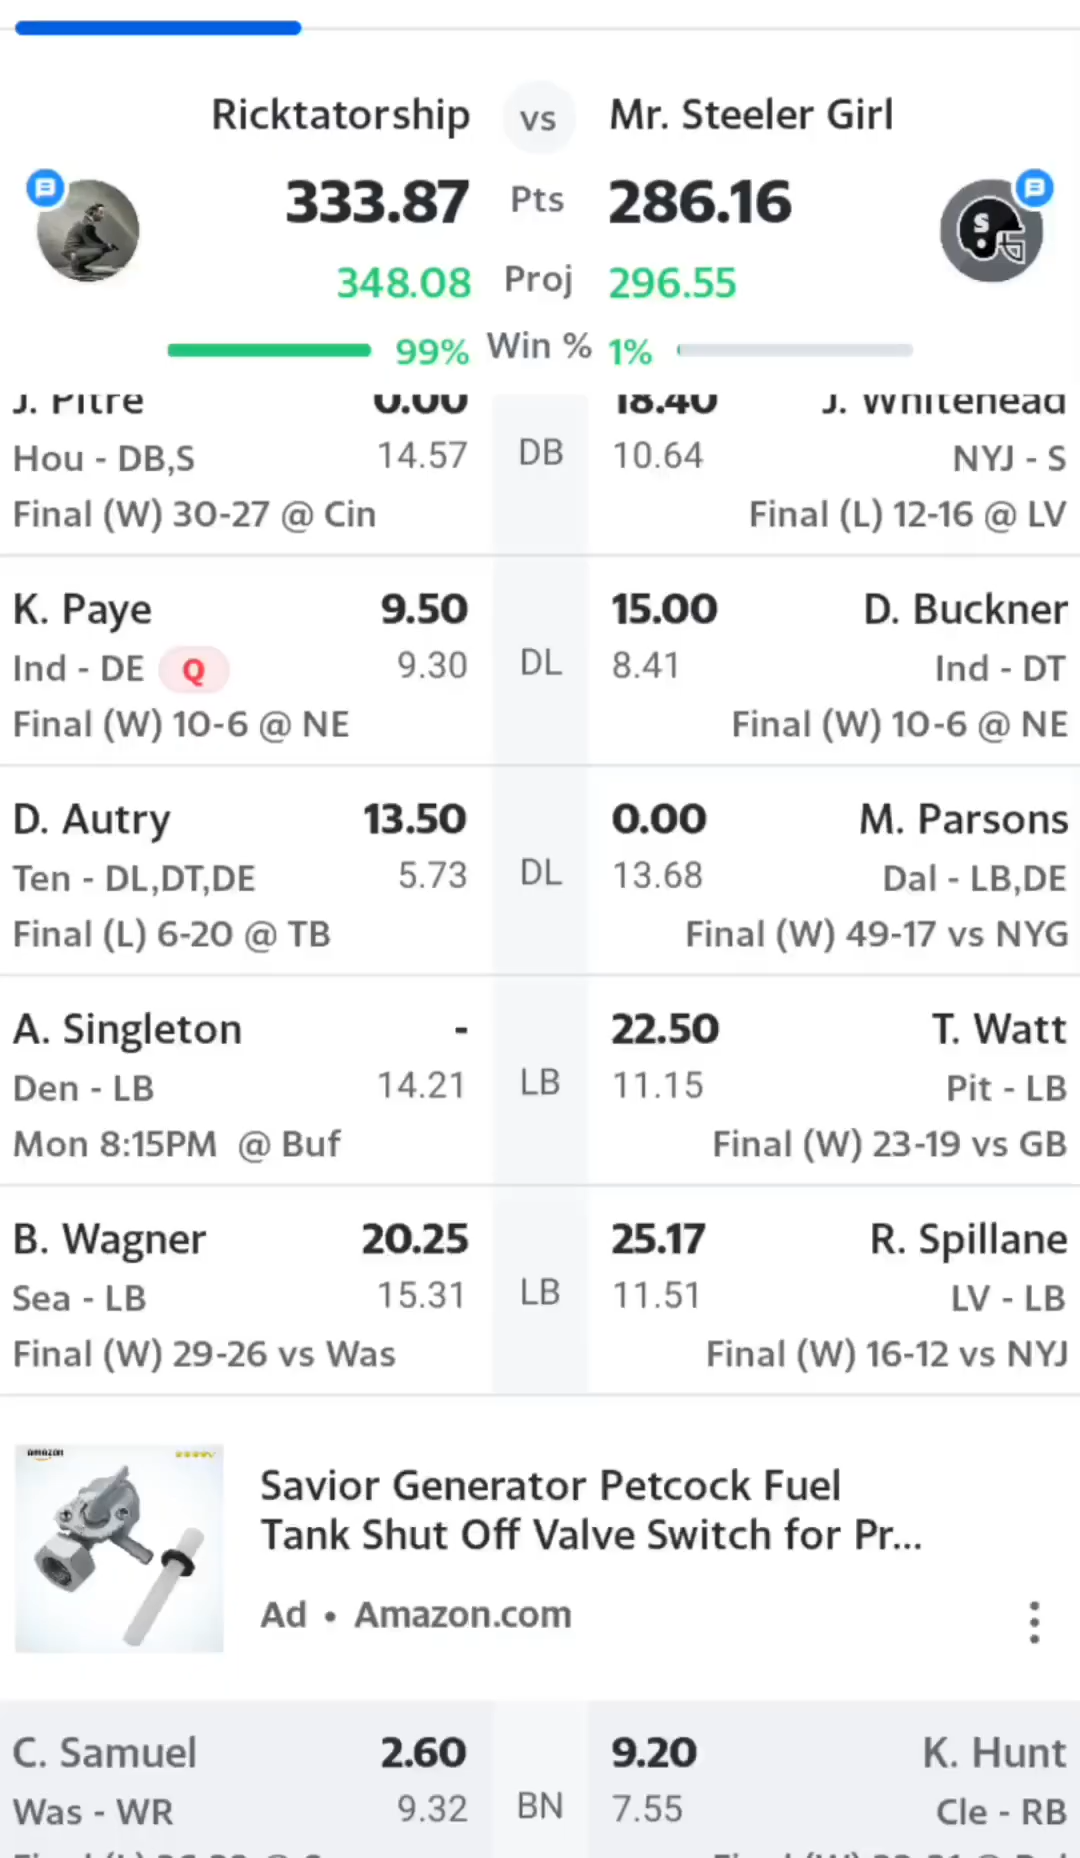 Ricktatorship vs Mr. Steeler Girl
333.87 Pts 286.16
348.08 Proj 296.55
99% Win % 1%
J. Pitre 0.00 18.40 J. Whitehead
Hou - DB,S 14.57 DB 10.64 NYJ - S
Final (W) 30-27 @ Cin Final (L) 12-16 @ LV
K. Paye 9.50 15.00 D. Buckner
Ind - DE Q 9.30 DL 8.41 Ind - DT
Final (W) 10-6 @ NE Final (W) 10-6 @ NE
D. Autry 13.50 0.00 M. Parsons
Ten - DL,DT,DE 5.73 DL 13.68 Dal - LB,DE
Final (L) 6-20 @ TB Final (W) 49-17 vs NYG
A. Singleton - 22.50 T. Watt
Den - LB 14.21 LB 11.15 Pit - LB
Mon 8:15PM @ Buf Final (W) 23-19 vs GB
B. Wagner 20.25 25.17 R. Spillane
Sea - LB 15.31 LB 11.51 LV - LB
Final (W) 29-26 vs Was Final (W) 16-12 vs NYJ
amazon
Savior Generator Petcock Fuel
Tank Shut Off Valve Switch for Pr...
Ad • Amazon.com
C. Samuel 2.60 9.20 K. Hunt
Was - WR 9.32 BN 7.55 Cle - RB